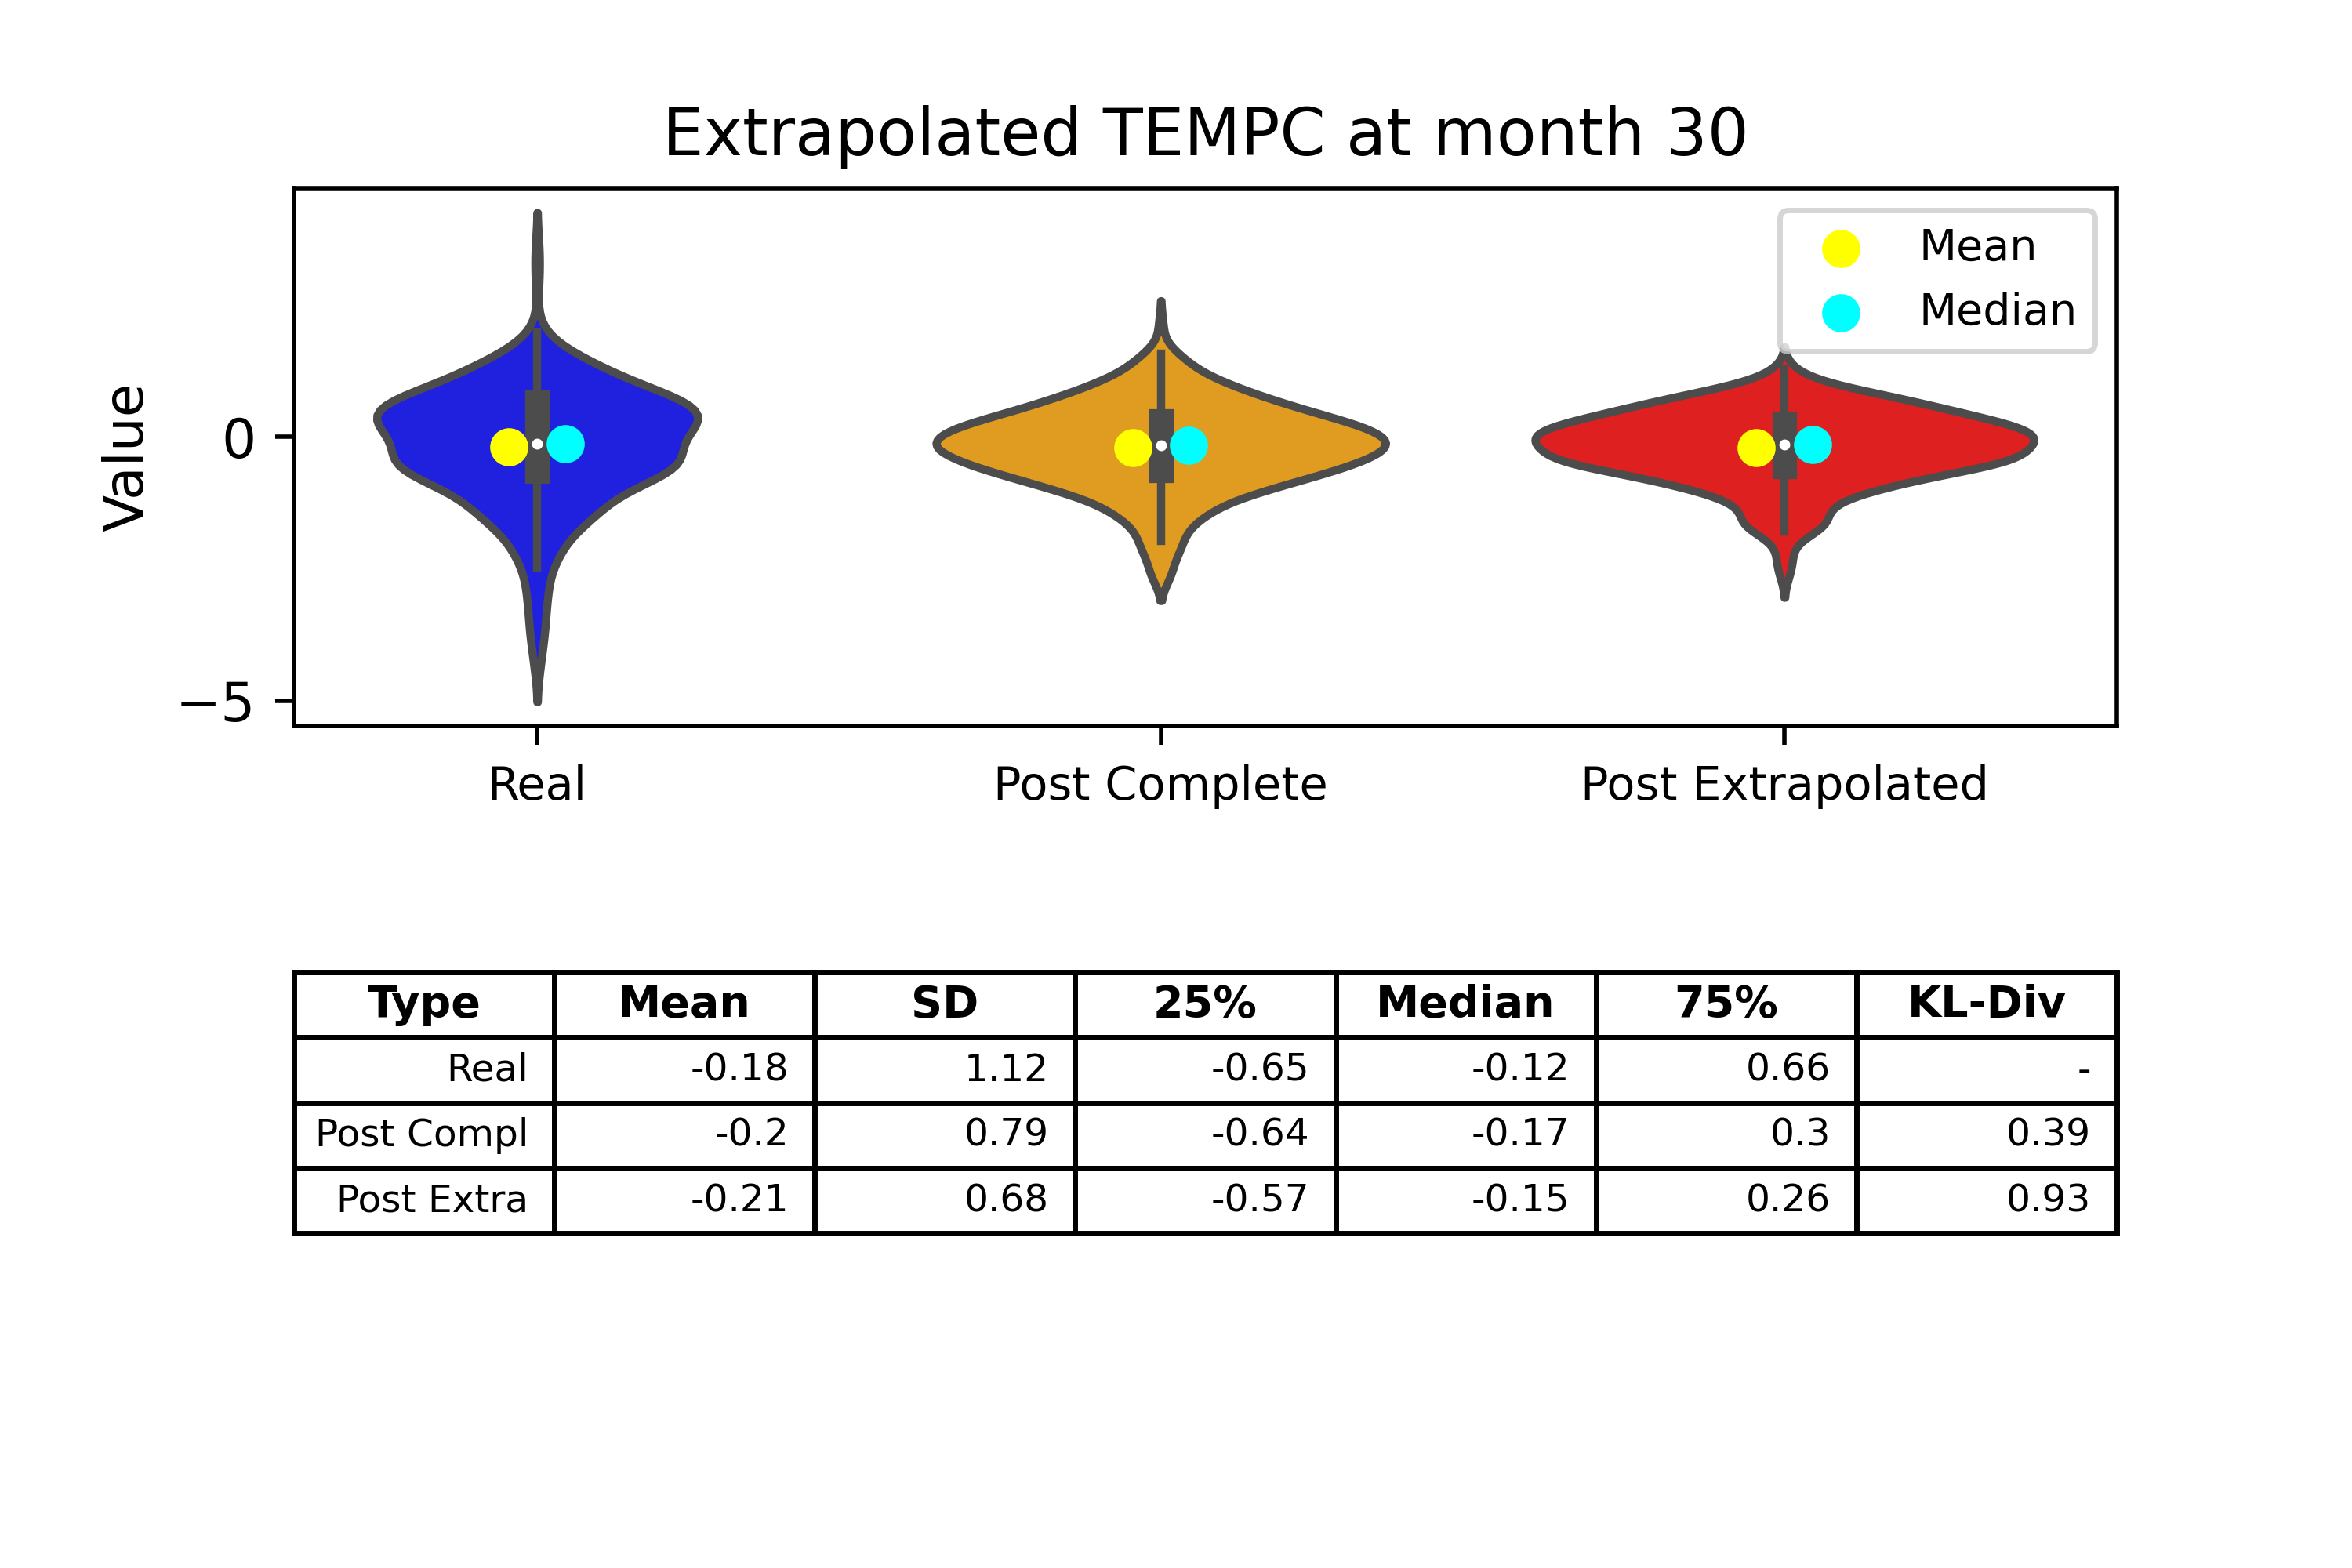 Extrapolated TEMPC at month 30
Mean
Median
Value
0
−5
Real Post Complete Post Extrapolated
Type Mean SD 25% Median 75% KL-Div
Real -0.18 1.12 -0.65 -0.12 0.66 -
Post Compl -0.2 0.79 -0.64 -0.17 0.3 0.39
Post Extra -0.21 0.68 -0.57 -0.15 0.26 0.93